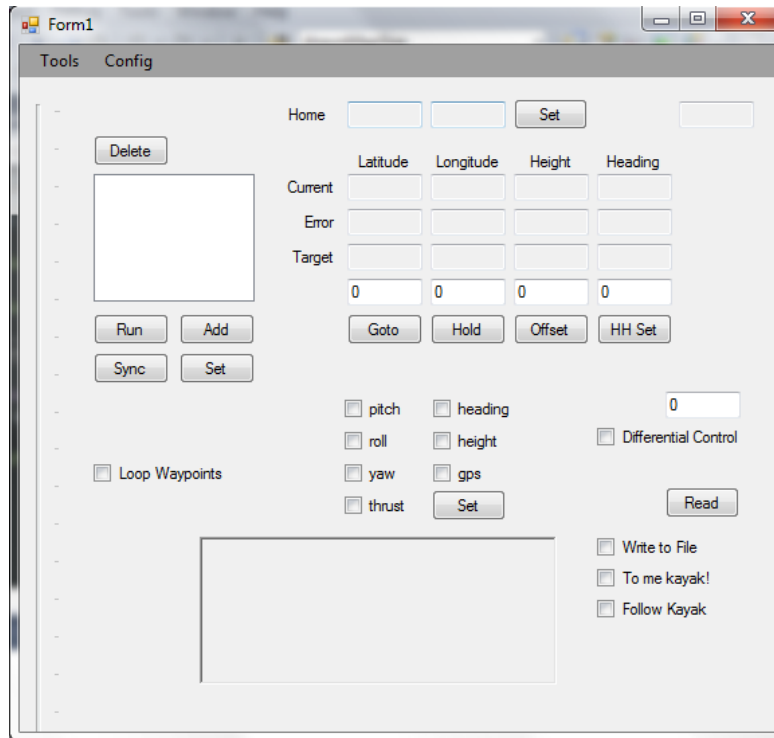 Form1
Tools Config
Home Set
Delete
Latitude Longitude Height Heading
Current
Error
Target
0 0 0 0
Run Add Goto Hold Offset HH Set
Sync Set
pitch heading 0
roll height Differential Control
Loop Waypoints yaw gps
thrust Set Read
Write to File
To me kayak!
Follow Kayak